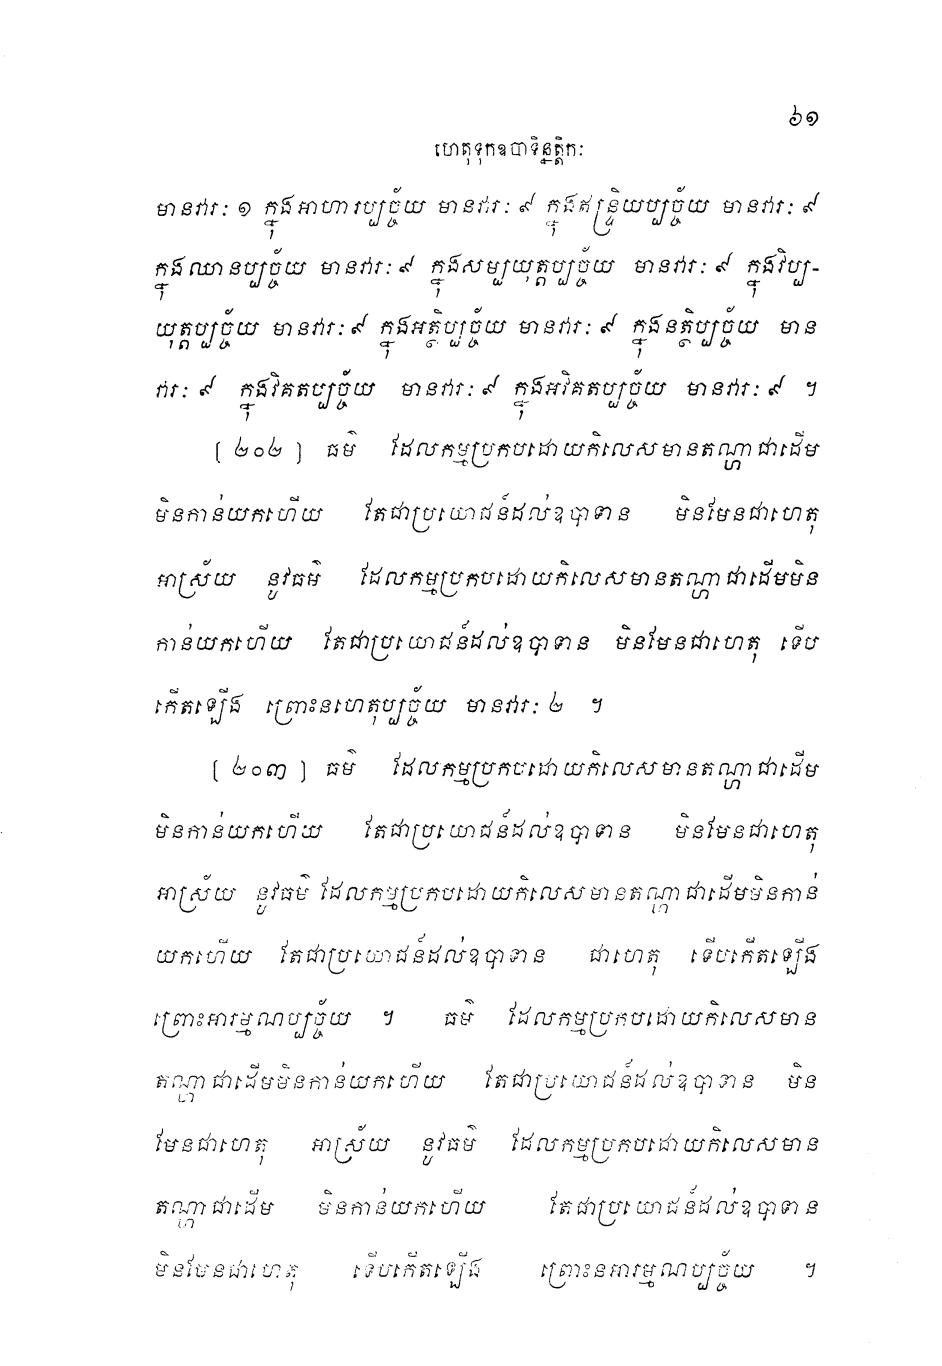 ៦១
ហេតុទុកឧបាទិន្នត្តិកៈ
មានវារៈ ១ ក្នុងអាហារប្បច្ច័យ មានវារៈ ៩ ក្នុងឥន្ទ្រិយប្បច្ច័យ មានវារៈ ៩
ក្នុងឈានប្បច្ច័យ មានវារៈ ៩ ក្នុងសម្បយុត្តប្បច្ច័យ មានវារៈ ៩ ក្នុងវិប្ប-
យុត្តប្បច្ច័យ មានវារៈ ៩ ក្នុងអត្ថិប្បច្ច័យ មានវារៈ ៩ ក្នុងនត្ថិប្បច្ច័យ មាន
វារៈ ៩ ក្នុងវិគតប្បច្ច័យ មានវារៈ ៩ ក្នុងអវិគតប្បច្ច័យ មានវារៈ ៩ ។
[ ២០២ ] ធម៌ ដែលកម្មប្រកបដោយកិលេសមានតណ្ហាជាដើម
មិនកាន់យកហើយ តែជាប្រយោជន៍ដល់ឧបាទាន មិនមែនជាហេតុ
អាស្រ័យ នូវធម៌ ដែលកម្មប្រកបដោយកិលេសមានតណ្ហាជាដើមមិន
កាន់យកហើយ តែជាប្រយោជន៍ដល់ឧបាទាន មិនមែនជាហេតុ ទើប
កើតឡើង ព្រោះនហេតុប្បច្ច័យ មានវារៈ ២ ។
[ ២០៣ ] ធម៌ ដែលកម្មប្រកបដោយកិលេសមានតណ្ហាជាដើម
មិនកាន់យកហើយ តែជាប្រយោជន៍ដល់ឧបាទាន មិនមែនជាហេតុ
អាស្រ័យ នូវធម៌ ដែលកម្មប្រកបដោយកិលេសមានតណ្ហាជាដើមមិនកាន់
យកហើយ តែជាប្រយោជន៍ដល់ឧបាទាន ជាហេតុ ទើបកើតឡើង
ព្រោះអារម្មណប្បច្ច័យ ។ ធម៌ ដែលកម្មប្រកបដោយកិលេសមាន
តណ្ហាជាដើមមិនកាន់យកហើយ តែជាប្រយោជន៍ដល់ឧបាទាន មិន
មែនជាហេតុ អាស្រ័យ នូវធម៌ ដែលកម្មប្រកបដោយកិលេសមាន
តណ្ហាជាដើម មិនកាន់យកហើយ តែជាប្រយោជន៍ដល់ឧបាទាន
មិនមែនជាហេតុ ទើបកើតឡើង ព្រោះនអារម្មណប្បច្ច័យ ។